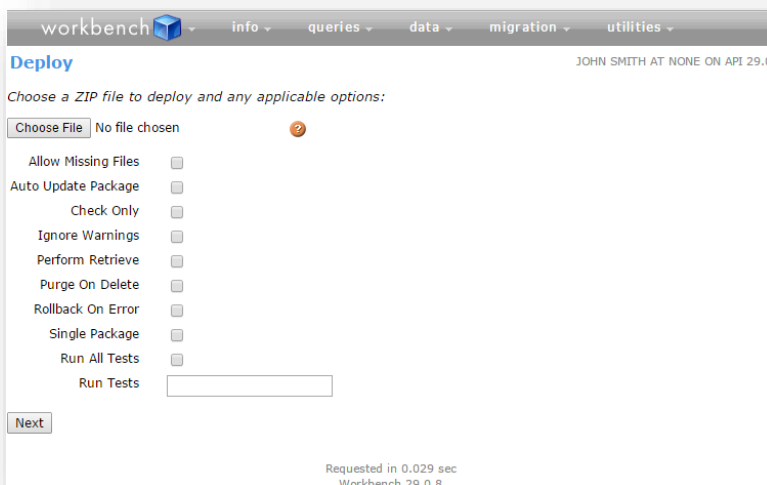 workbench info queries data migration utilities
Deploy
JOHN SMITH AT NONE ON API 29.0
Choose a ZIP file to deploy and any applicable options:
Choose File No file chosen ?
Allow Missing Files
Auto Update Package
Check Only
Ignore Warnings
Perform Retrieve
Purge On Delete
Rollback On Error
Single Package
Run All Tests
Run Tests
Next
Requested in 0.029 sec
Workbench 29.0.8